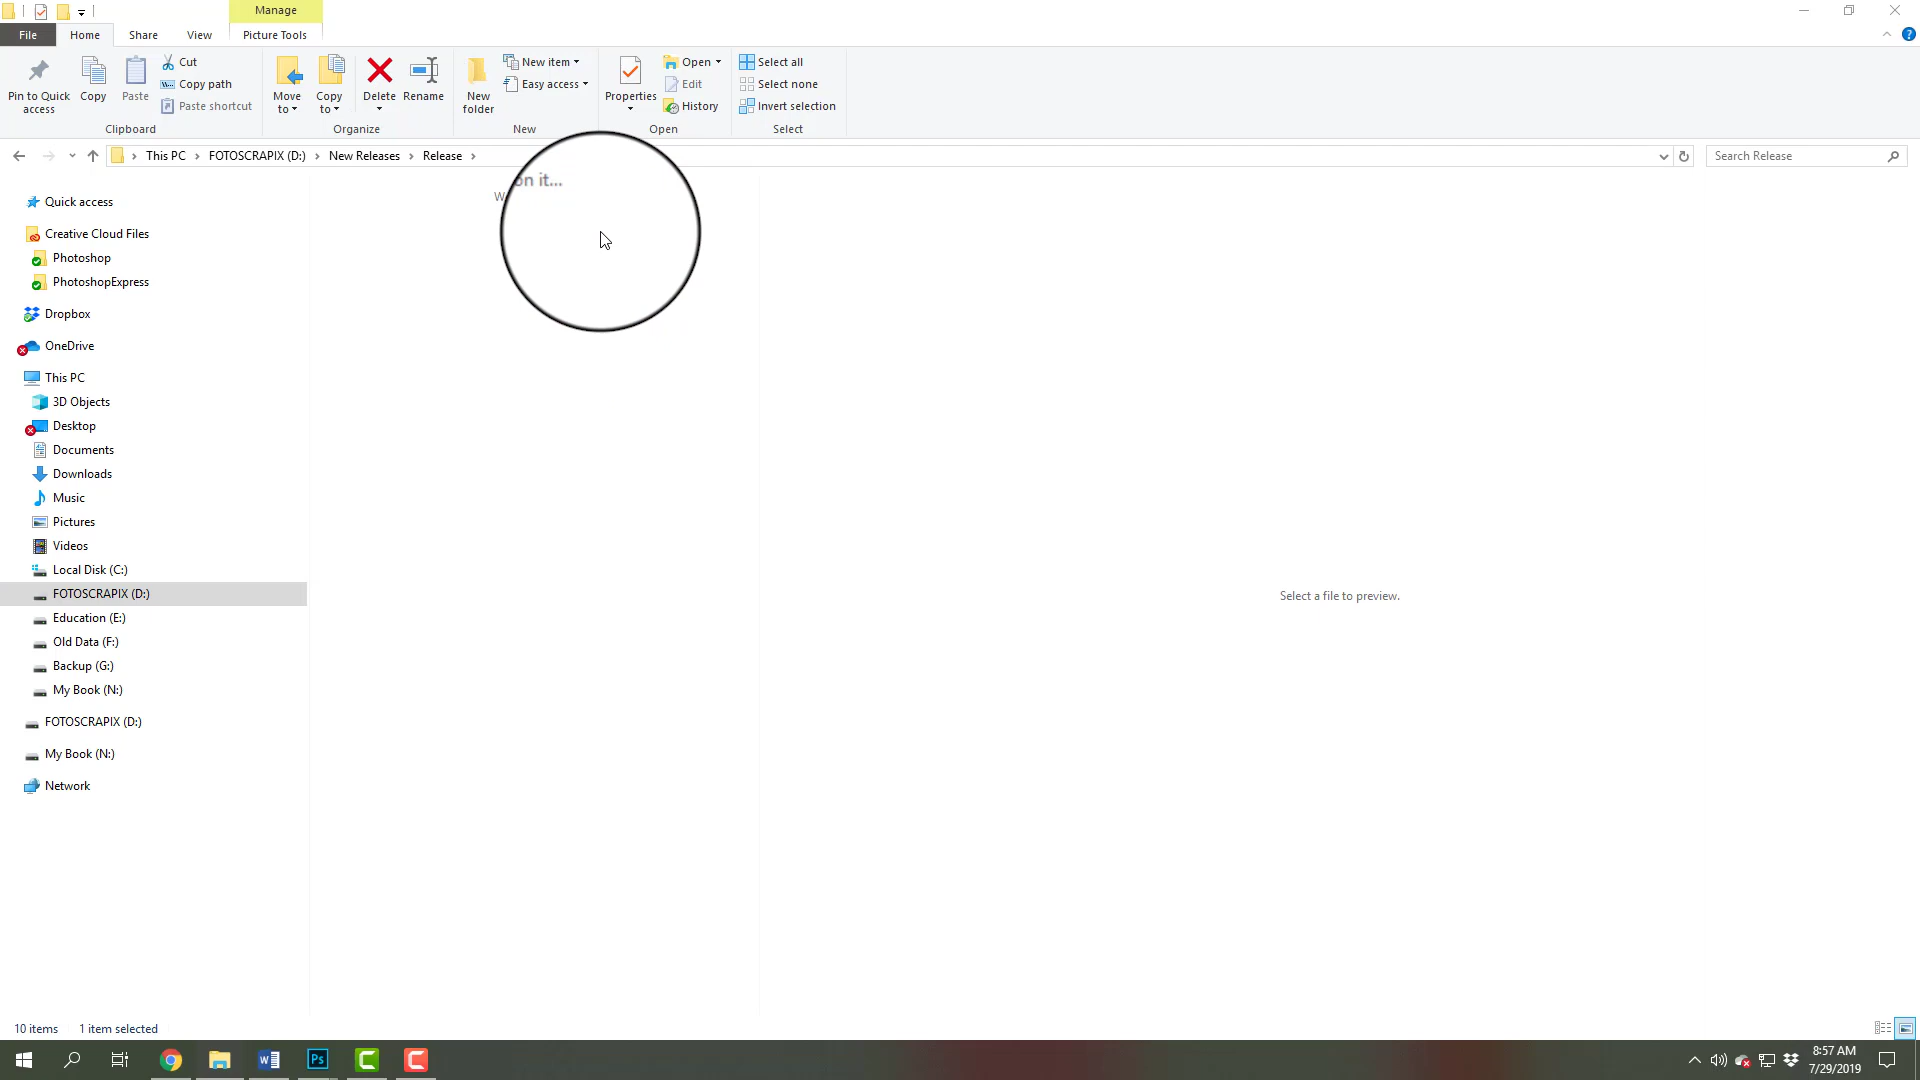 Manage
File
Home
Share
View
Picture Tools
Pin to Quick access
Copy
Paste
Cut
Copy path
Paste shortcut
Clipboard
Move to
Copy to
Delete
Rename
Organize
New folder
New item
Easy access
New
Properties
Open
Edit
History
Open
Select all
Select none
Invert selection
Select
This PC
FOTOSCRAPIX (D:)
New Releases
Release
Search Release
on it...
W
Quick access
Creative Cloud Files
Photoshop
PhotoshopExpress
Dropbox
OneDrive
This PC
3D Objects
Desktop
Documents
Downloads
Music
Pictures
Videos
Local Disk (C:)
FOTOSCRAPIX (D:)
Education (E:)
Old Data (F:)
Backup (G:)
My Book (N:)
FOTOSCRAPIX (D:)
My Book (N:)
Network
Select a file to preview.
10 items
1 item selected
W
Ps
8:57 AM
7/29/2019